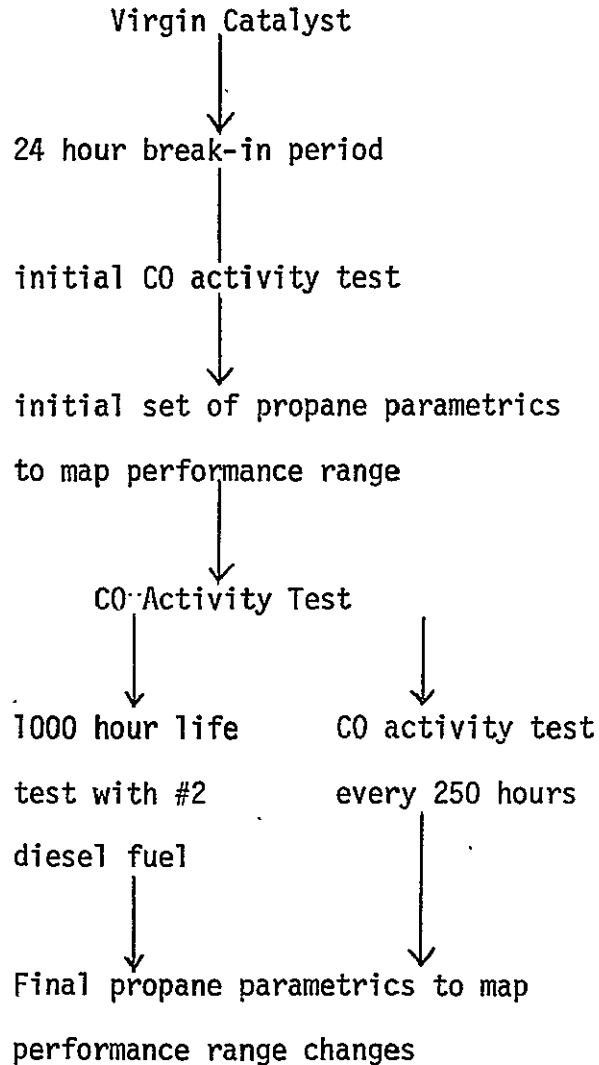 Virgin Catalyst
24 hour break-in period
initial CO activity test
initial set of propane parametrics
to map performance range
CO Activity Test
1000 hour life
test with #2
diesel fuel
CO activity test
every 250 hours
Final propane parametrics to map
performance range changes